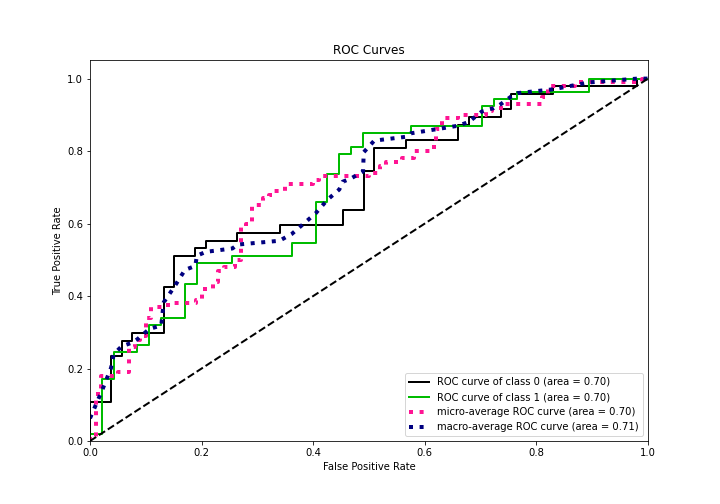 ROC Curves
True Positive Rate
1.0
0.8
0.6
0.4
0.2
0.0
0.0 0.2 0.4 0.6 0.8 1.0
False Positive Rate
ROC curve of class 0 (area = 0.70)
ROC curve of class 1 (area = 0.70)
micro-average ROC curve (area = 0.70)
macro-average ROC curve (area = 0.71)